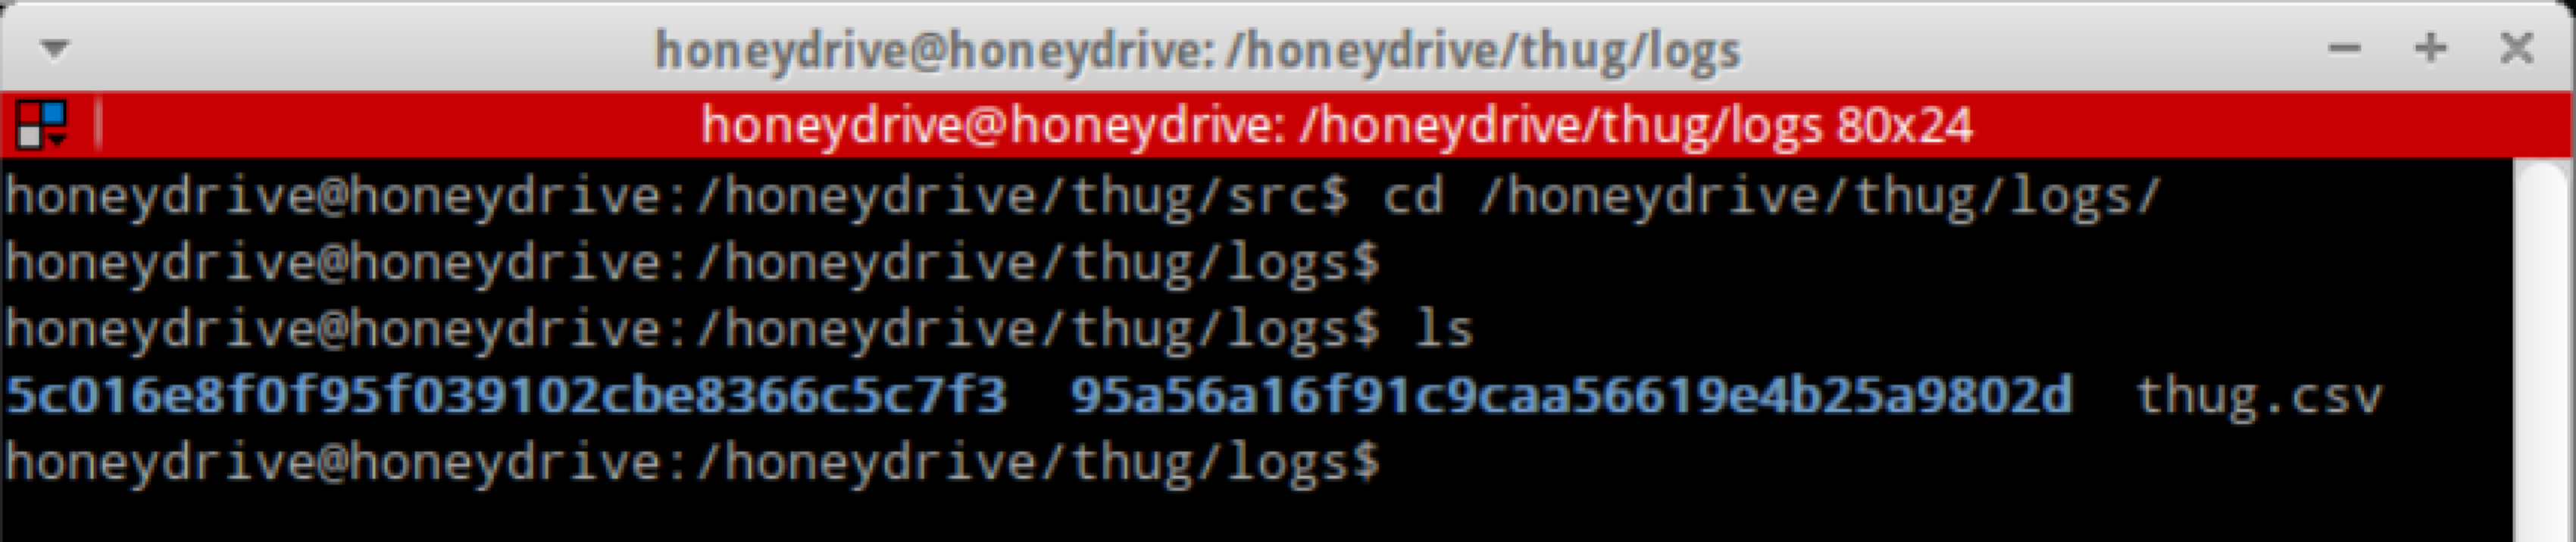 honeydrive@honeydrive: /honeydrive/thug/logs
honeydrive@honeydrive: /honeydrive/thug/logs 80x24
honeydrive@honeydrive:/honeydrive/thug/src$ cd /honeydrive/thug/logs/
honeydrive@honeydrive:/honeydrive/thug/logs$
honeydrive@honeydrive:/honeydrive/thug/logs$ ls
5c016e8f0f95f039102cbe8366c5c7f3  95a56a16f91c9caa56619e4b25a9802d  thug.csv
honeydrive@honeydrive:/honeydrive/thug/logs$